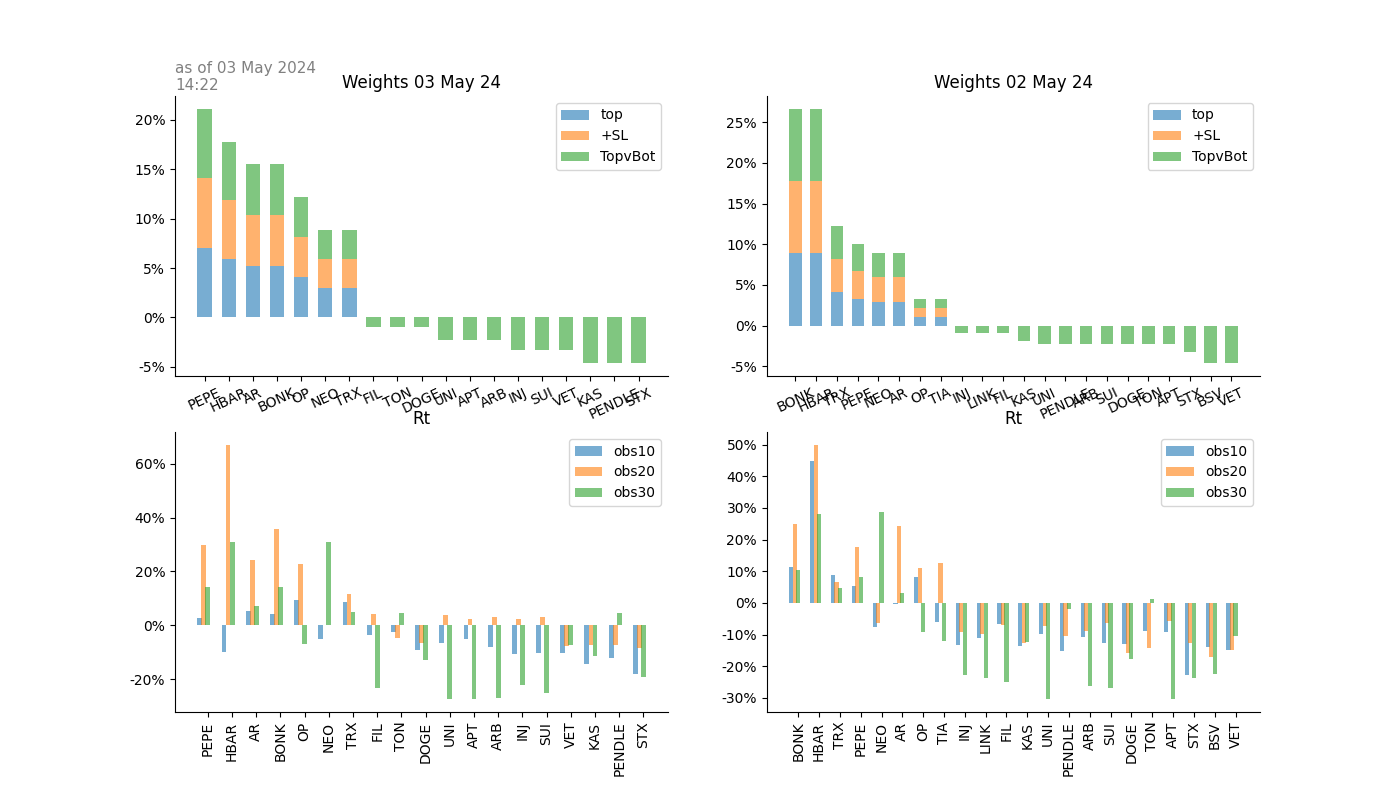 as of 03 May 2024
14:22
Weights 03 May 24
20%
15%
10%
5%
0%
-5%
top
+SL
TopvBot
PEPE HBAR AR BONK OP NEO TRX FIL TON DOGE UNI APT ARB INJ SUI VET KAS PENDLE STX
Weights 02 May 24
25%
20%
15%
10%
5%
0%
-5%
top
+SL
TopvBot
BONK HBAR TRX PEPE NEO AR OP TIA INJ LINK FIL KAS UNI PENDLE ARB SUI DOGE TON APT STX BSV VET
Rt
60%
40%
20%
0%
-20%
obs10
obs20
obs30
PEPE HBAR AR BONK OP NEO TRX FIL TON DOGE UNI APT ARB INJ SUI VET KAS PENDLE STX
Rt
50%
40%
30%
20%
10%
0%
-10%
-20%
-30%
obs10
obs20
obs30
BONK HBAR TRX PEPE NEO AR OP TIA INJ LINK FIL KAS UNI PENDLE ARB SUI DOGE TON APT STX BSV VET